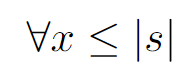 ∀x ≤ |s|